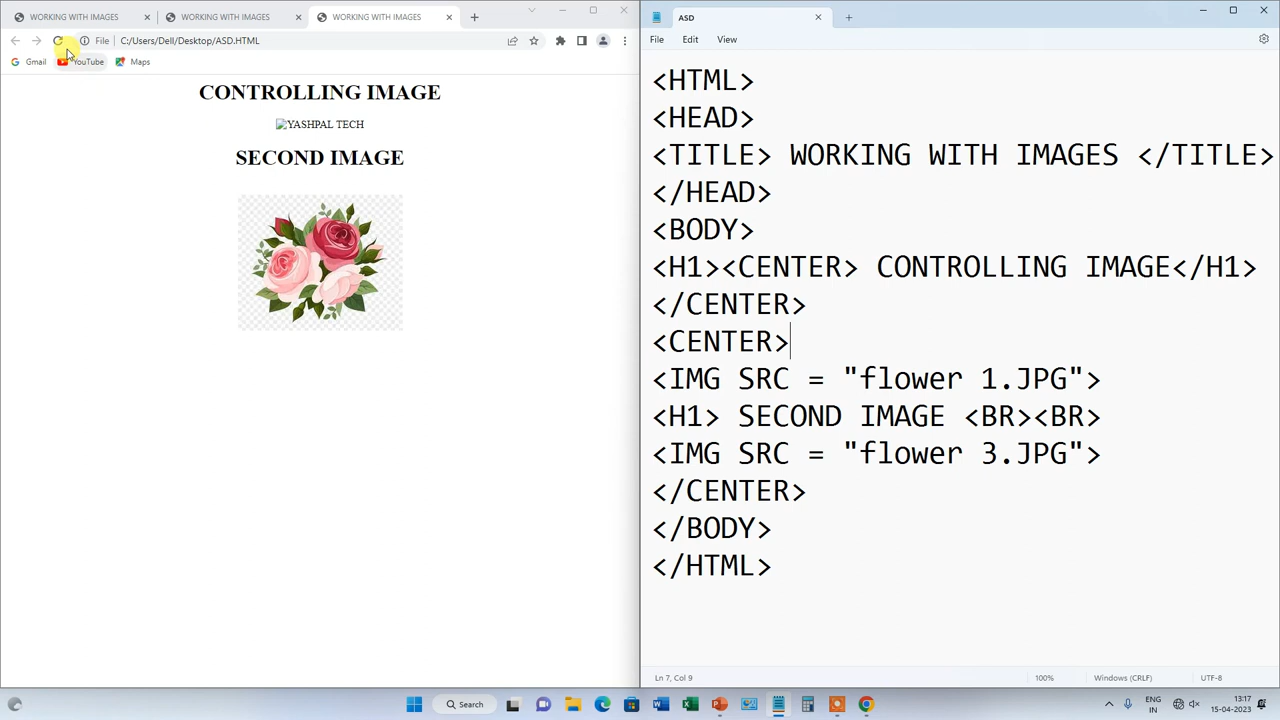 WORKING WITH IMAGES
WORKING WITH IMAGES
WORKING WITH IMAGES
File C:/Users/Dell/Desktop/ASD.HTML
Gmail YouTube Maps
CONTROLLING IMAGE
YASHPAL TECH
SECOND IMAGE
ASD
File Edit View
<HTML>
<HEAD>
<TITLE> WORKING WITH IMAGES </TITLE>
</HEAD>
<BODY>
<H1><CENTER> CONTROLLING IMAGE</H1>
</CENTER>
<CENTER>
<IMG SRC = "flower 1.JPG">
<H1> SECOND IMAGE <BR><BR>
<IMG SRC = "flower 3.JPG">
</CENTER>
</BODY>
</HTML>
Ln 7, Col 9 100% Windows (CRLF) UTF-8
Search
ENG
IN
13:17
15-04-2023